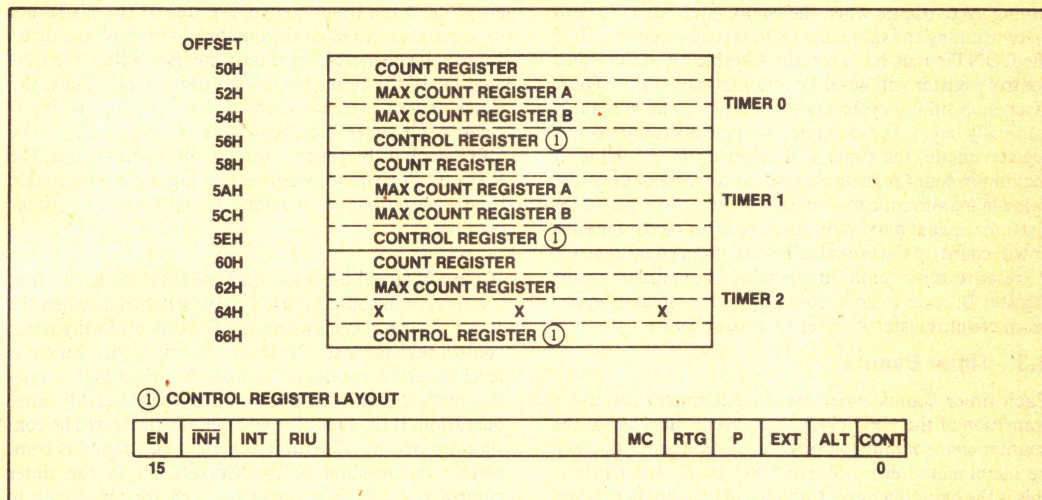 OFFSET
50H COUNT REGISTER
52H MAX COUNT REGISTER A
54H MAX COUNT REGISTER B
56H CONTROL REGISTER ①
TIMER 0
58H COUNT REGISTER
5AH MAX COUNT REGISTER A
5CH MAX COUNT REGISTER B
5EH CONTROL REGISTER ①
TIMER 1
60H COUNT REGISTER
62H MAX COUNT REGISTER
64H X X X
66H CONTROL REGISTER ①
TIMER 2
① CONTROL REGISTER LAYOUT
EN INH INT RIU MC RTG P EXT ALT CONT
15 0